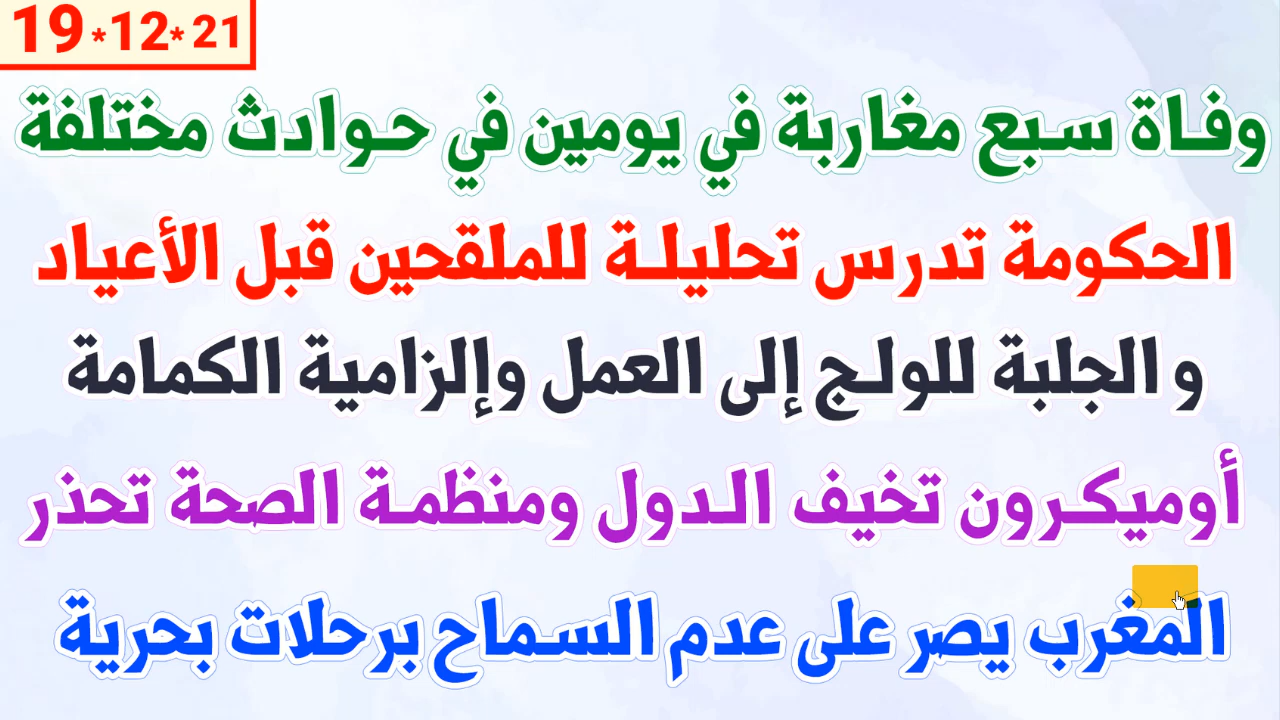 19*12*21
وفاة سبع مغاربة في يومين في حوادث مختلفة
الحكومة تدرس تحليلة للملقحين قبل الأعياد
و الجلبة للولج إلى العمل وإلزامية الكمامة
أوميكرون تخيف الدول ومنظمة الصحة تحذر
المغرب يصر على عدم السماح برحلات بحرية